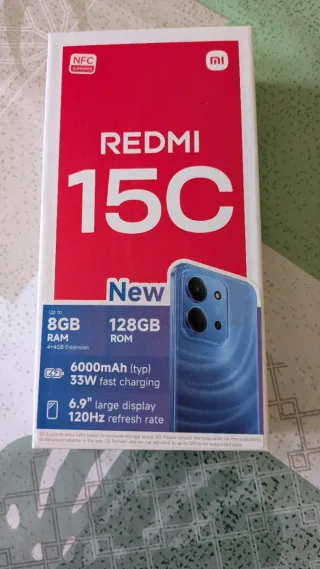 NFC
SUPPORTED
mi
REDMI
15C
New
Up to
8GB
RAM
4+4GB Extension
128GB
ROM
6000mAh (typ)
33W fast charging
6.9" large display
120Hz refresh rate